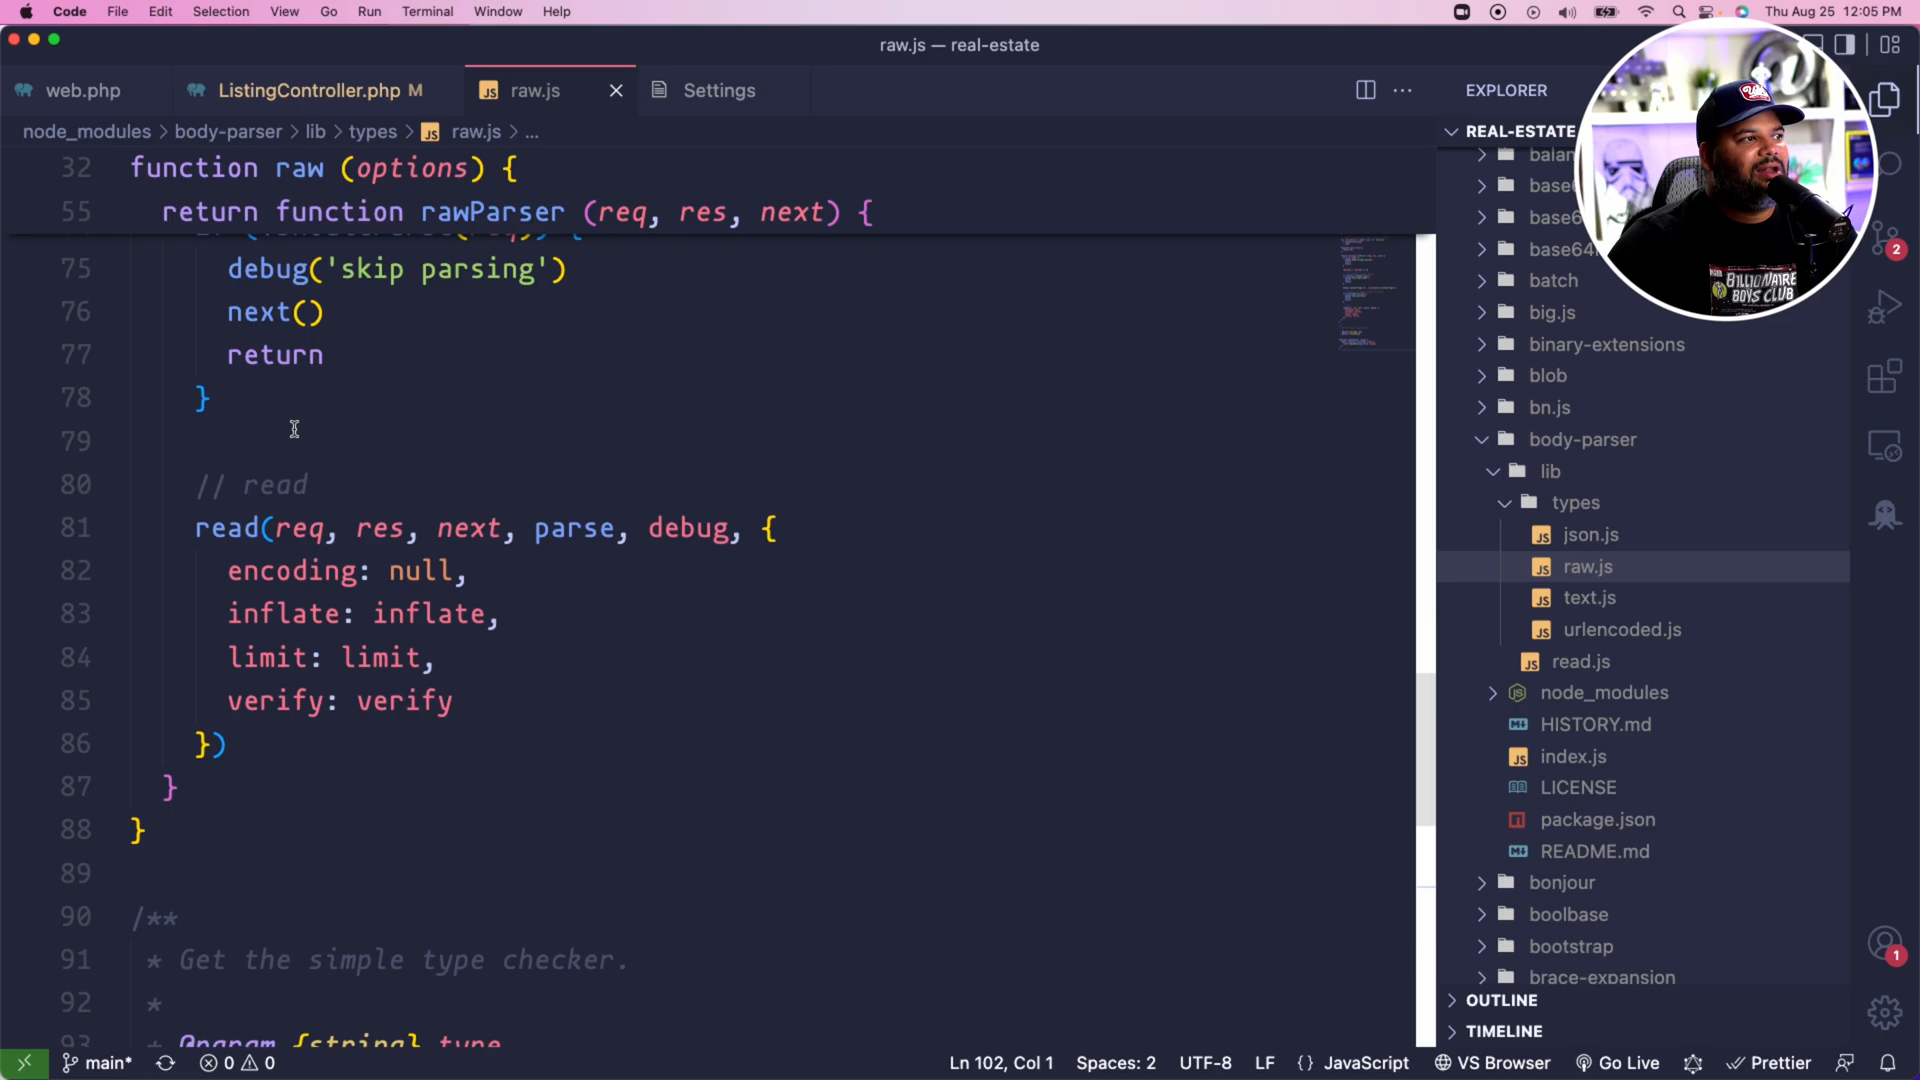 Code File Edit Selection View Go Run Terminal Window Help Thu Aug 25 12:05 PM
raw.js — real-estate
web.php ListingController.php M raw.js Settings
EXPLORER
node_modules > body-parser > lib > types > raw.js > ...
REAL-ESTATE
32 function raw (options) {
55 return function rawParser (req, res, next) {
75 debug('skip parsing')
76 next()
77 return
78 }
79
80 // read
81 read(req, res, next, parse, debug, {
82 encoding: null,
83 inflate: inflate,
84 limit: limit,
85 verify: verify
86 })
87 }
88 }
89
90 /**
91 * Get the simple type checker.
92 *
93 * @param {string} type
batch
big.js
binary-extensions
blob
bn.js
body-parser
lib
types
json.js
raw.js
text.js
urlencoded.js
read.js
node_modules
HISTORY.md
index.js
LICENSE
package.json
README.md
bonjour
boolbase
bootstrap
brace-expansion
OUTLINE
TIMELINE
2
1
BILLIONAIRE
BOYS CLUB
main* 0 0 Ln 102, Col 1 Spaces: 2 UTF-8 LF {} JavaScript VS Browser Go Live Prettier